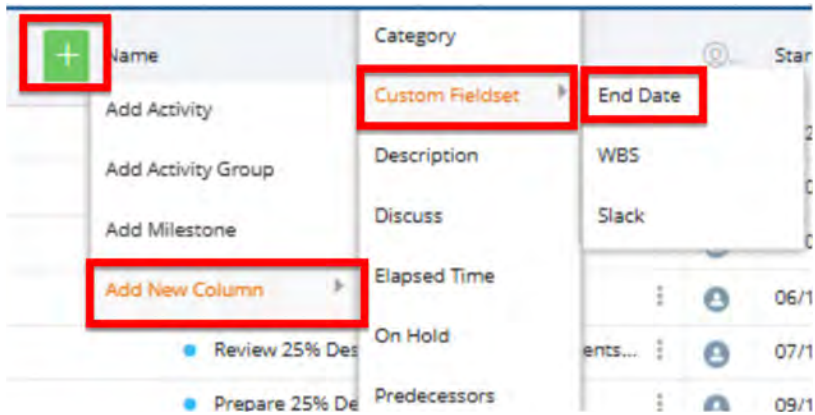 +
Name
Add Activity
Add Activity Group
Add Milestone
Add New Column
Category
Custom Fieldset
Description
Discuss
Elapsed Time
On Hold
Predecessors
End Date
WBS
Slack
Star
06/1
Review 25% Des
ents...
07/1
Prepare 25% De
09/1